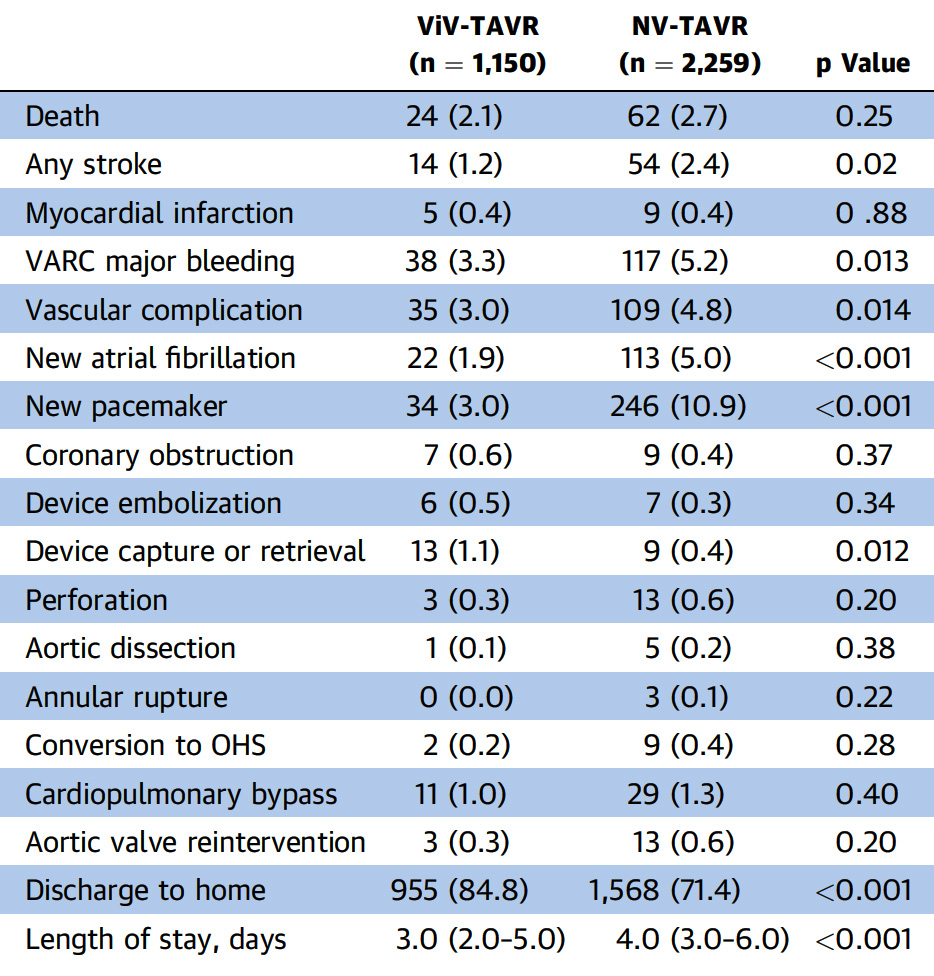 ViV-TAVR NV-TAVR
(n = 1,150) (n = 2,259) p Value
Death 24 (2.1) 62 (2.7) 0.25
Any stroke 14 (1.2) 54 (2.4) 0.02
Myocardial infarction 5 (0.4) 9 (0.4) 0 .88
VARC major bleeding 38 (3.3) 117 (5.2) 0.013
Vascular complication 35 (3.0) 109 (4.8) 0.014
New atrial fibrillation 22 (1.9) 113 (5.0) <0.001
New pacemaker 34 (3.0) 246 (10.9) <0.001
Coronary obstruction 7 (0.6) 9 (0.4) 0.37
Device embolization 6 (0.5) 7 (0.3) 0.34
Device capture or retrieval 13 (1.1) 9 (0.4) 0.012
Perforation 3 (0.3) 13 (0.6) 0.20
Aortic dissection 1 (0.1) 5 (0.2) 0.38
Annular rupture 0 (0.0) 3 (0.1) 0.22
Conversion to OHS 2 (0.2) 9 (0.4) 0.28
Cardiopulmonary bypass 11 (1.0) 29 (1.3) 0.40
Aortic valve reintervention 3 (0.3) 13 (0.6) 0.20
Discharge to home 955 (84.8) 1,568 (71.4) <0.001
Length of stay, days 3.0 (2.0-5.0) 4.0 (3.0-6.0) <0.001